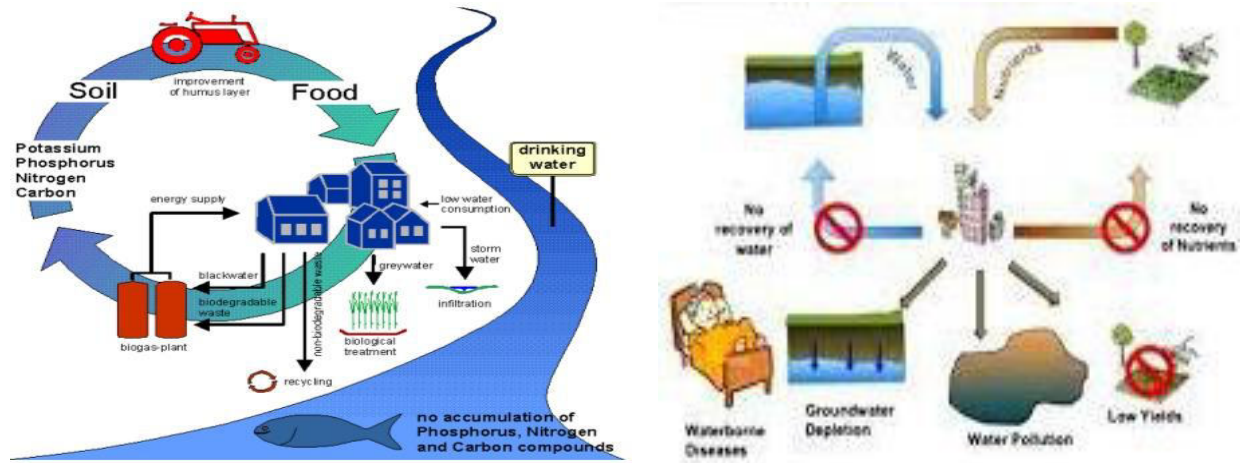 Soil
improvement
of humus layer
Food
Potassium
Phosphorus
Nitrogen
Carbon
drinking
water
energy supply
low water
consumption
storm
water
blackwater
greywater
biodegradable
waste
non-biodegradable waste
infiltration
biogas-plant
biological
treatment
recycling
no accumulation of
Phosphorus, Nitrogen
and Carbon compounds
Water
Nutrients
No
recovery of
water
No
recovery
of Nutrients
Waterborne
Diseases
Groundwater
Depletion
Water Pollution
Low Yields